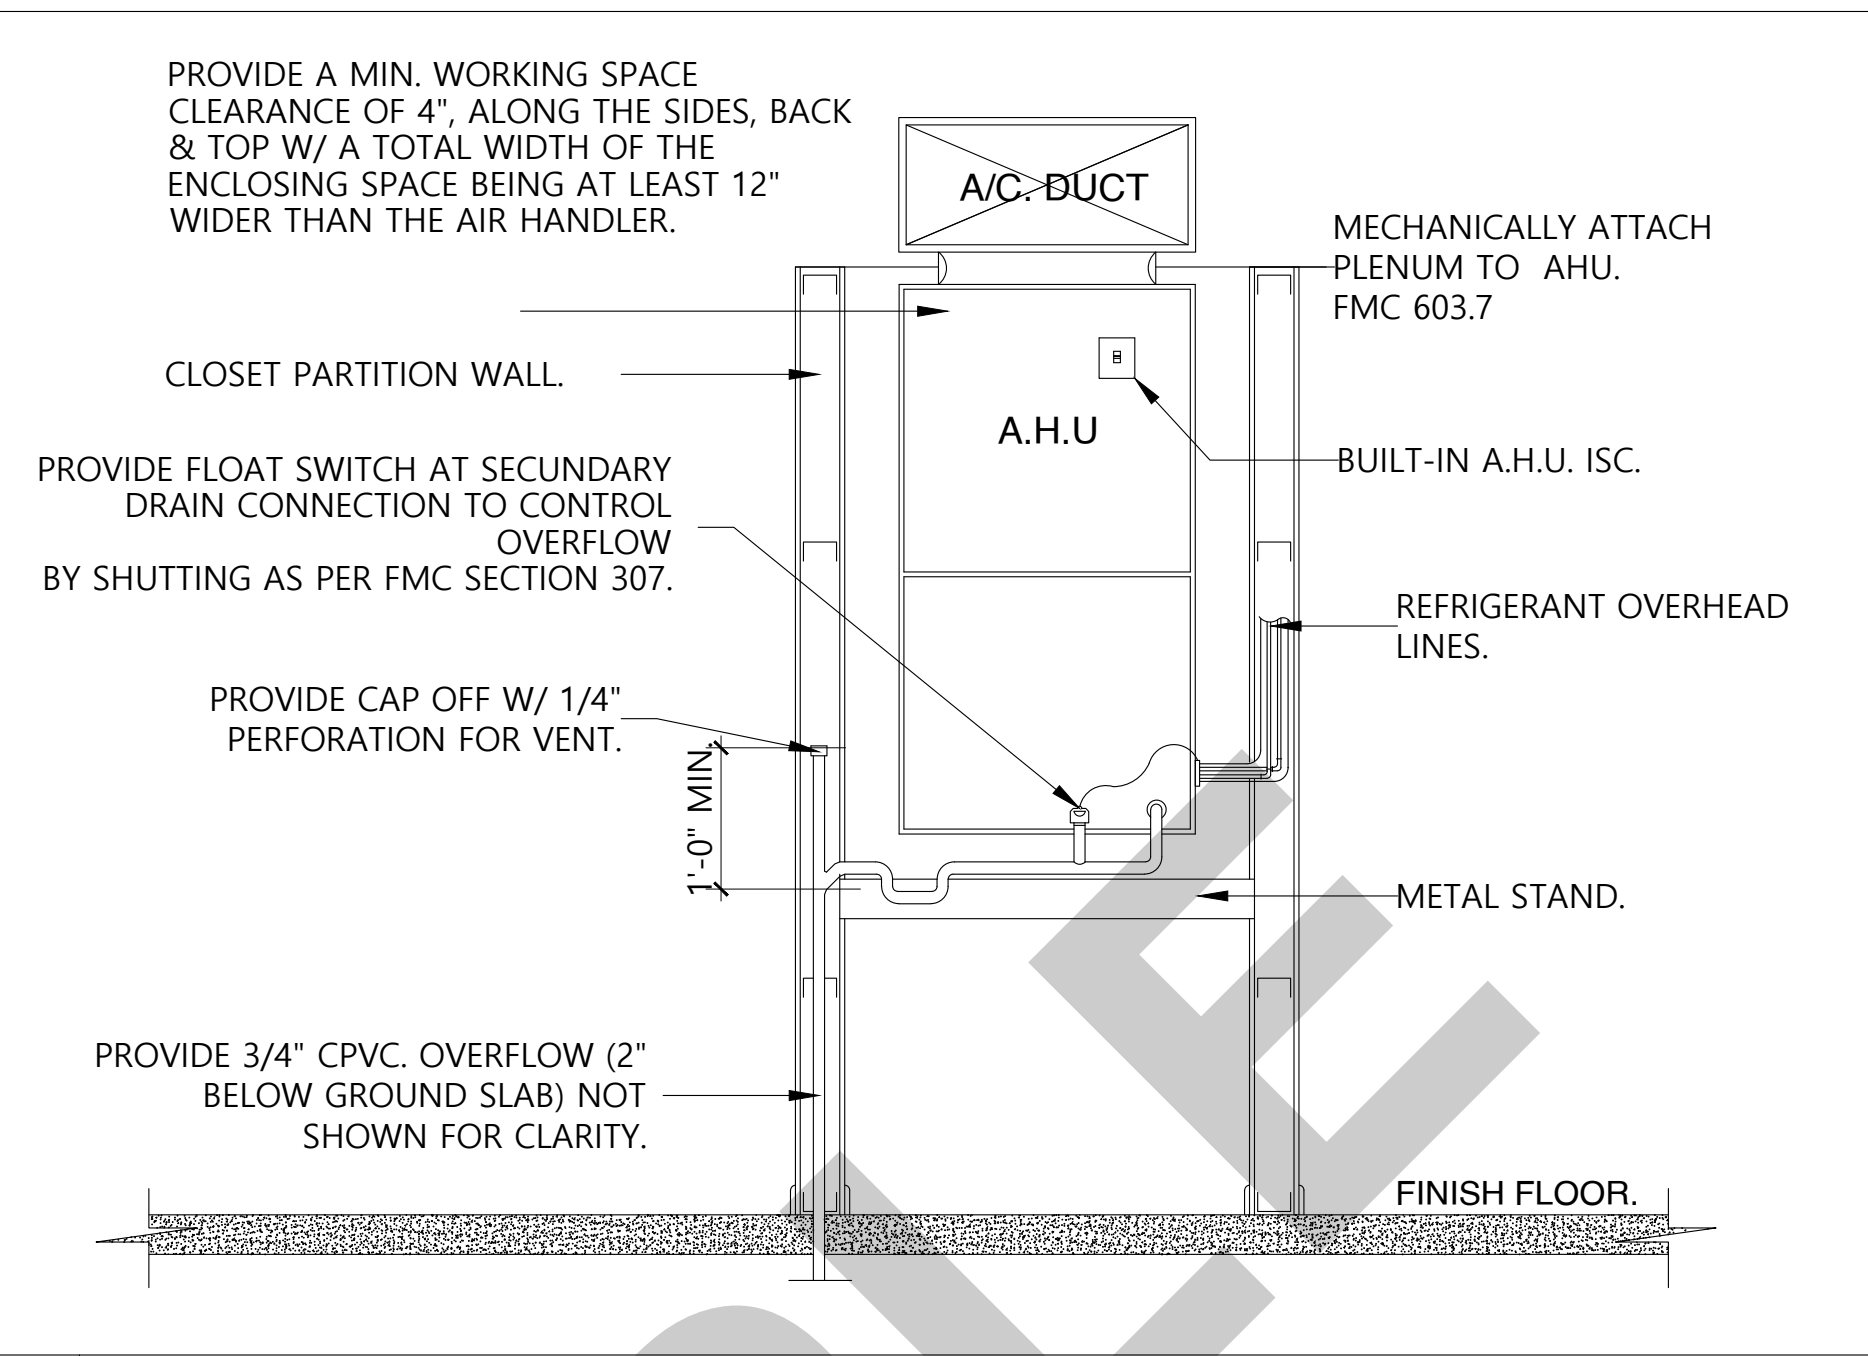 PROVIDE A MIN. WORKING SPACE
CLEARANCE OF 4", ALONG THE SIDES, BACK
& TOP W/ A TOTAL WIDTH OF THE
ENCLOSING SPACE BEING AT LEAST 12"
WIDER THAN THE AIR HANDLER.
A/C. DUCT
MECHANICALLY ATTACH
PLENUM TO  AHU.
FMC 603.7
CLOSET PARTITION WALL.
A.H.U
BUILT-IN A.H.U. ISC.
PROVIDE FLOAT SWITCH AT SECUNDARY
DRAIN CONNECTION TO CONTROL
OVERFLOW
BY SHUTTING AS PER FMC SECTION 307.
REFRIGERANT OVERHEAD
LINES.
PROVIDE CAP OFF W/ 1/4"
PERFORATION FOR VENT.
1'-0" MIN.
METAL STAND.
PROVIDE 3/4" CPVC. OVERFLOW (2"
BELOW GROUND SLAB) NOT
SHOWN FOR CLARITY.
FINISH FLOOR.